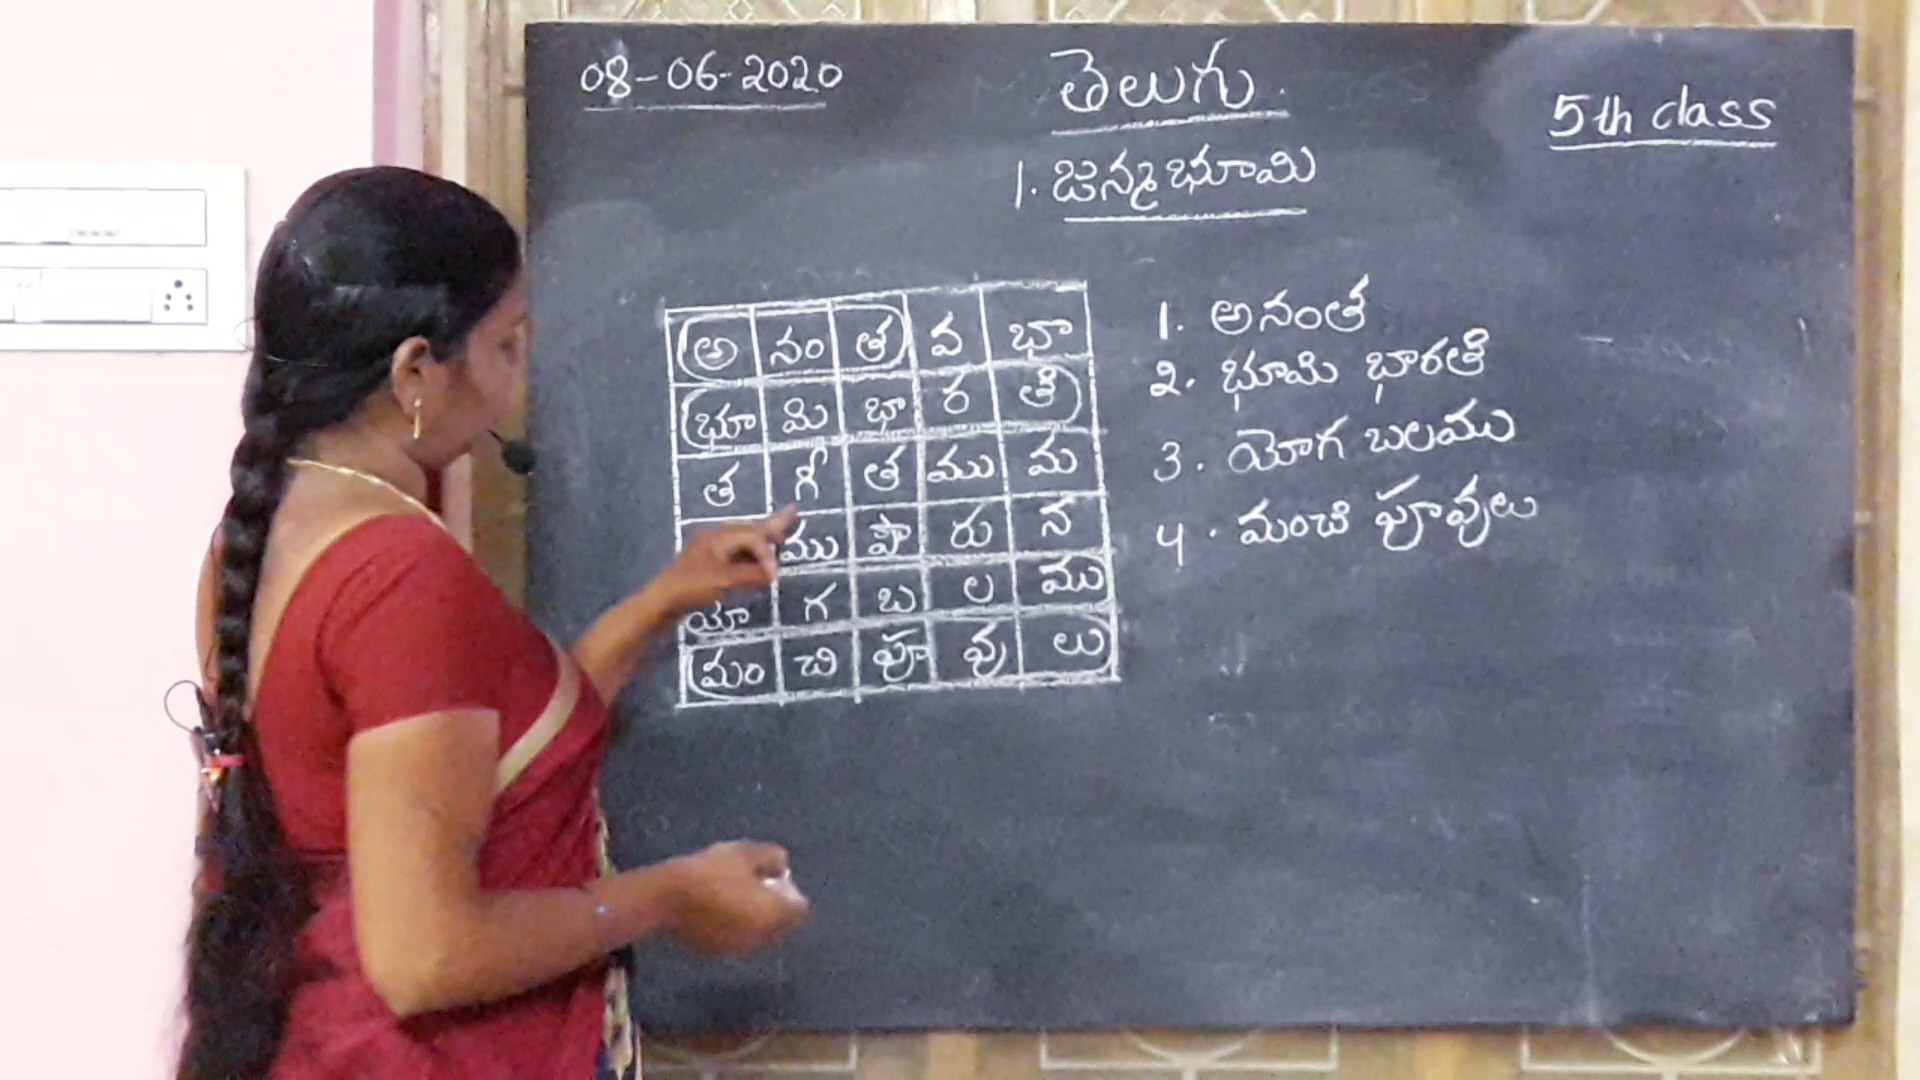 08-06-2020
తెలుగు
5th class
1. జన్మభూమి
అ నం త వ భా
భూ మి భా ర తి
త గీ త ము మ
ము పా రు న
యో గ బ ల ము
మం చి పూ వు లు
1. అనంత
2. భూమి భారతి
3. యోగ బలము
4. మంచి పూవులు